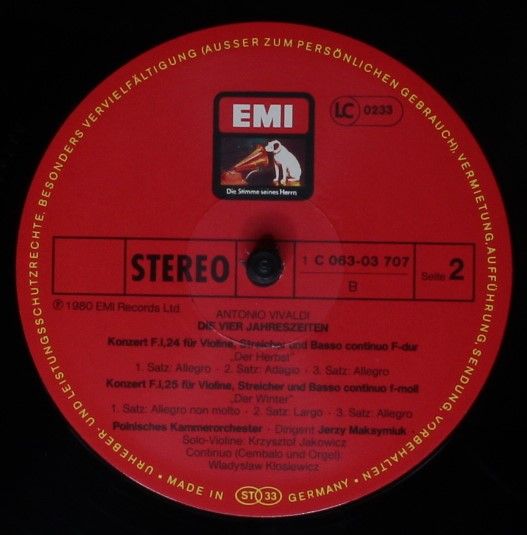 URHEBER- UND LEISTUNGSSCHUTZRECHTE, BESONDERS VERVIELFÄLTIGUNG (AUSSER ZUM PERSÖNLICHEN GEBRAUCH), VERMIETUNG, AUFFÜHRUNG, SENDUNG, VORBEHALTEN •
EMI
Die Stimme seines Herrn
LC 0233
STEREO
1 C 063-03 707
B
Seite 2
℗ 1980 EMI Records Ltd.
ANTONIO VIVALDI
DIE VIER JAHRESZEITEN
Konzert F.I,24 für Violine, Streicher und Basso continuo F-dur
„Der Herbst"
1. Satz: Allegro · 2. Satz: Adagio · 3. Satz: Allegro
Konzert F.I,25 für Violine, Streicher und Basso continuo f-moll
„Der Winter"
1. Satz: Allegro non molto · 2. Satz: Largo · 3. Satz: Allegro
Polnisches Kammerorchester · Dirigent Jerzy Maksymiuk
Solo-Violine: Krzysztof Jakowicz
Continuo (Cembalo und Orgel)
Wladyslaw Klosiewicz
• MADE IN ST 33 GERMANY •